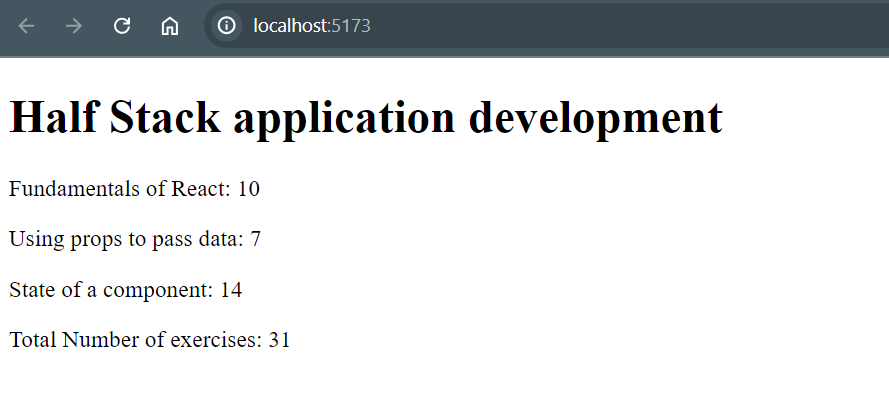 localhost:5173
Half Stack application development
Fundamentals of React: 10
Using props to pass data: 7
State of a component: 14
Total Number of exercises: 31